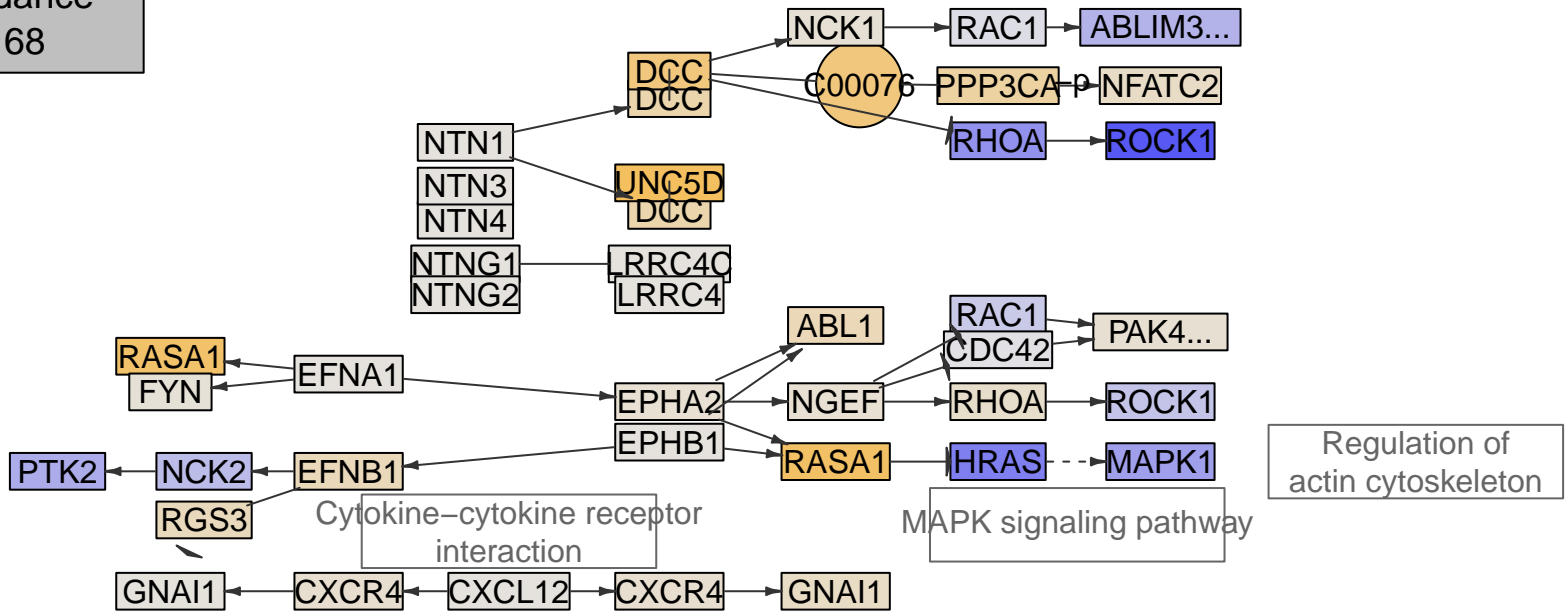 68
NCK1 RAC1 ABLIM3...
DCC
C00076 PPP3CA -p NFATC2
DCC
NTN1 RHOA ROCK1
NTN3 UNC5D
NTN4 DCC
NTNG1 LRRC4C
NTNG2 LRRC4
ABL1 RAC1 PAK4...
CDC42
RASA1
EFNA1
FYN EPHA2 NGEF RHOA ROCK1
EPHB1
PTK2 NCK2 EFNB1 RASA1 HRAS MAPK1
Regulation of
actin cytoskeleton
RGS3
Cytokine–cytokine receptor
interaction
MAPK signaling pathway
GNAI1 CXCR4 CXCL12 CXCR4 GNAI1